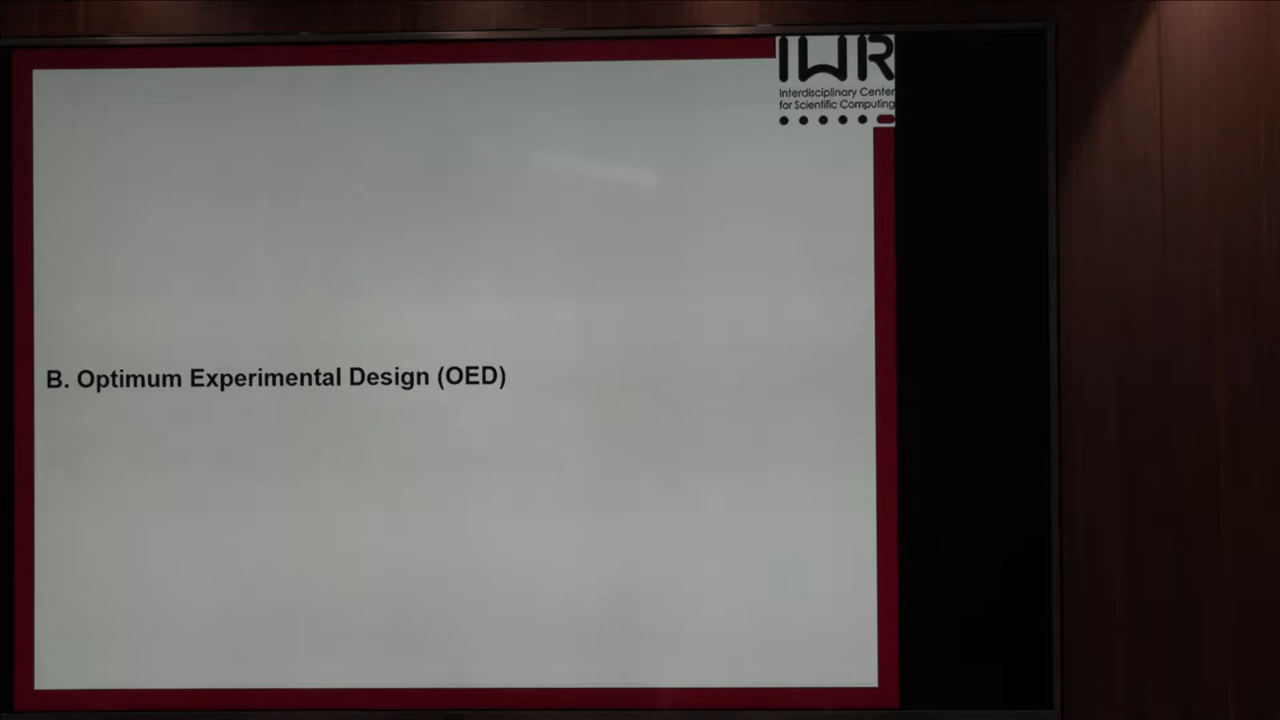 IWR
Interdisciplinary Center
for Scientific Computing
B. Optimum Experimental Design (OED)